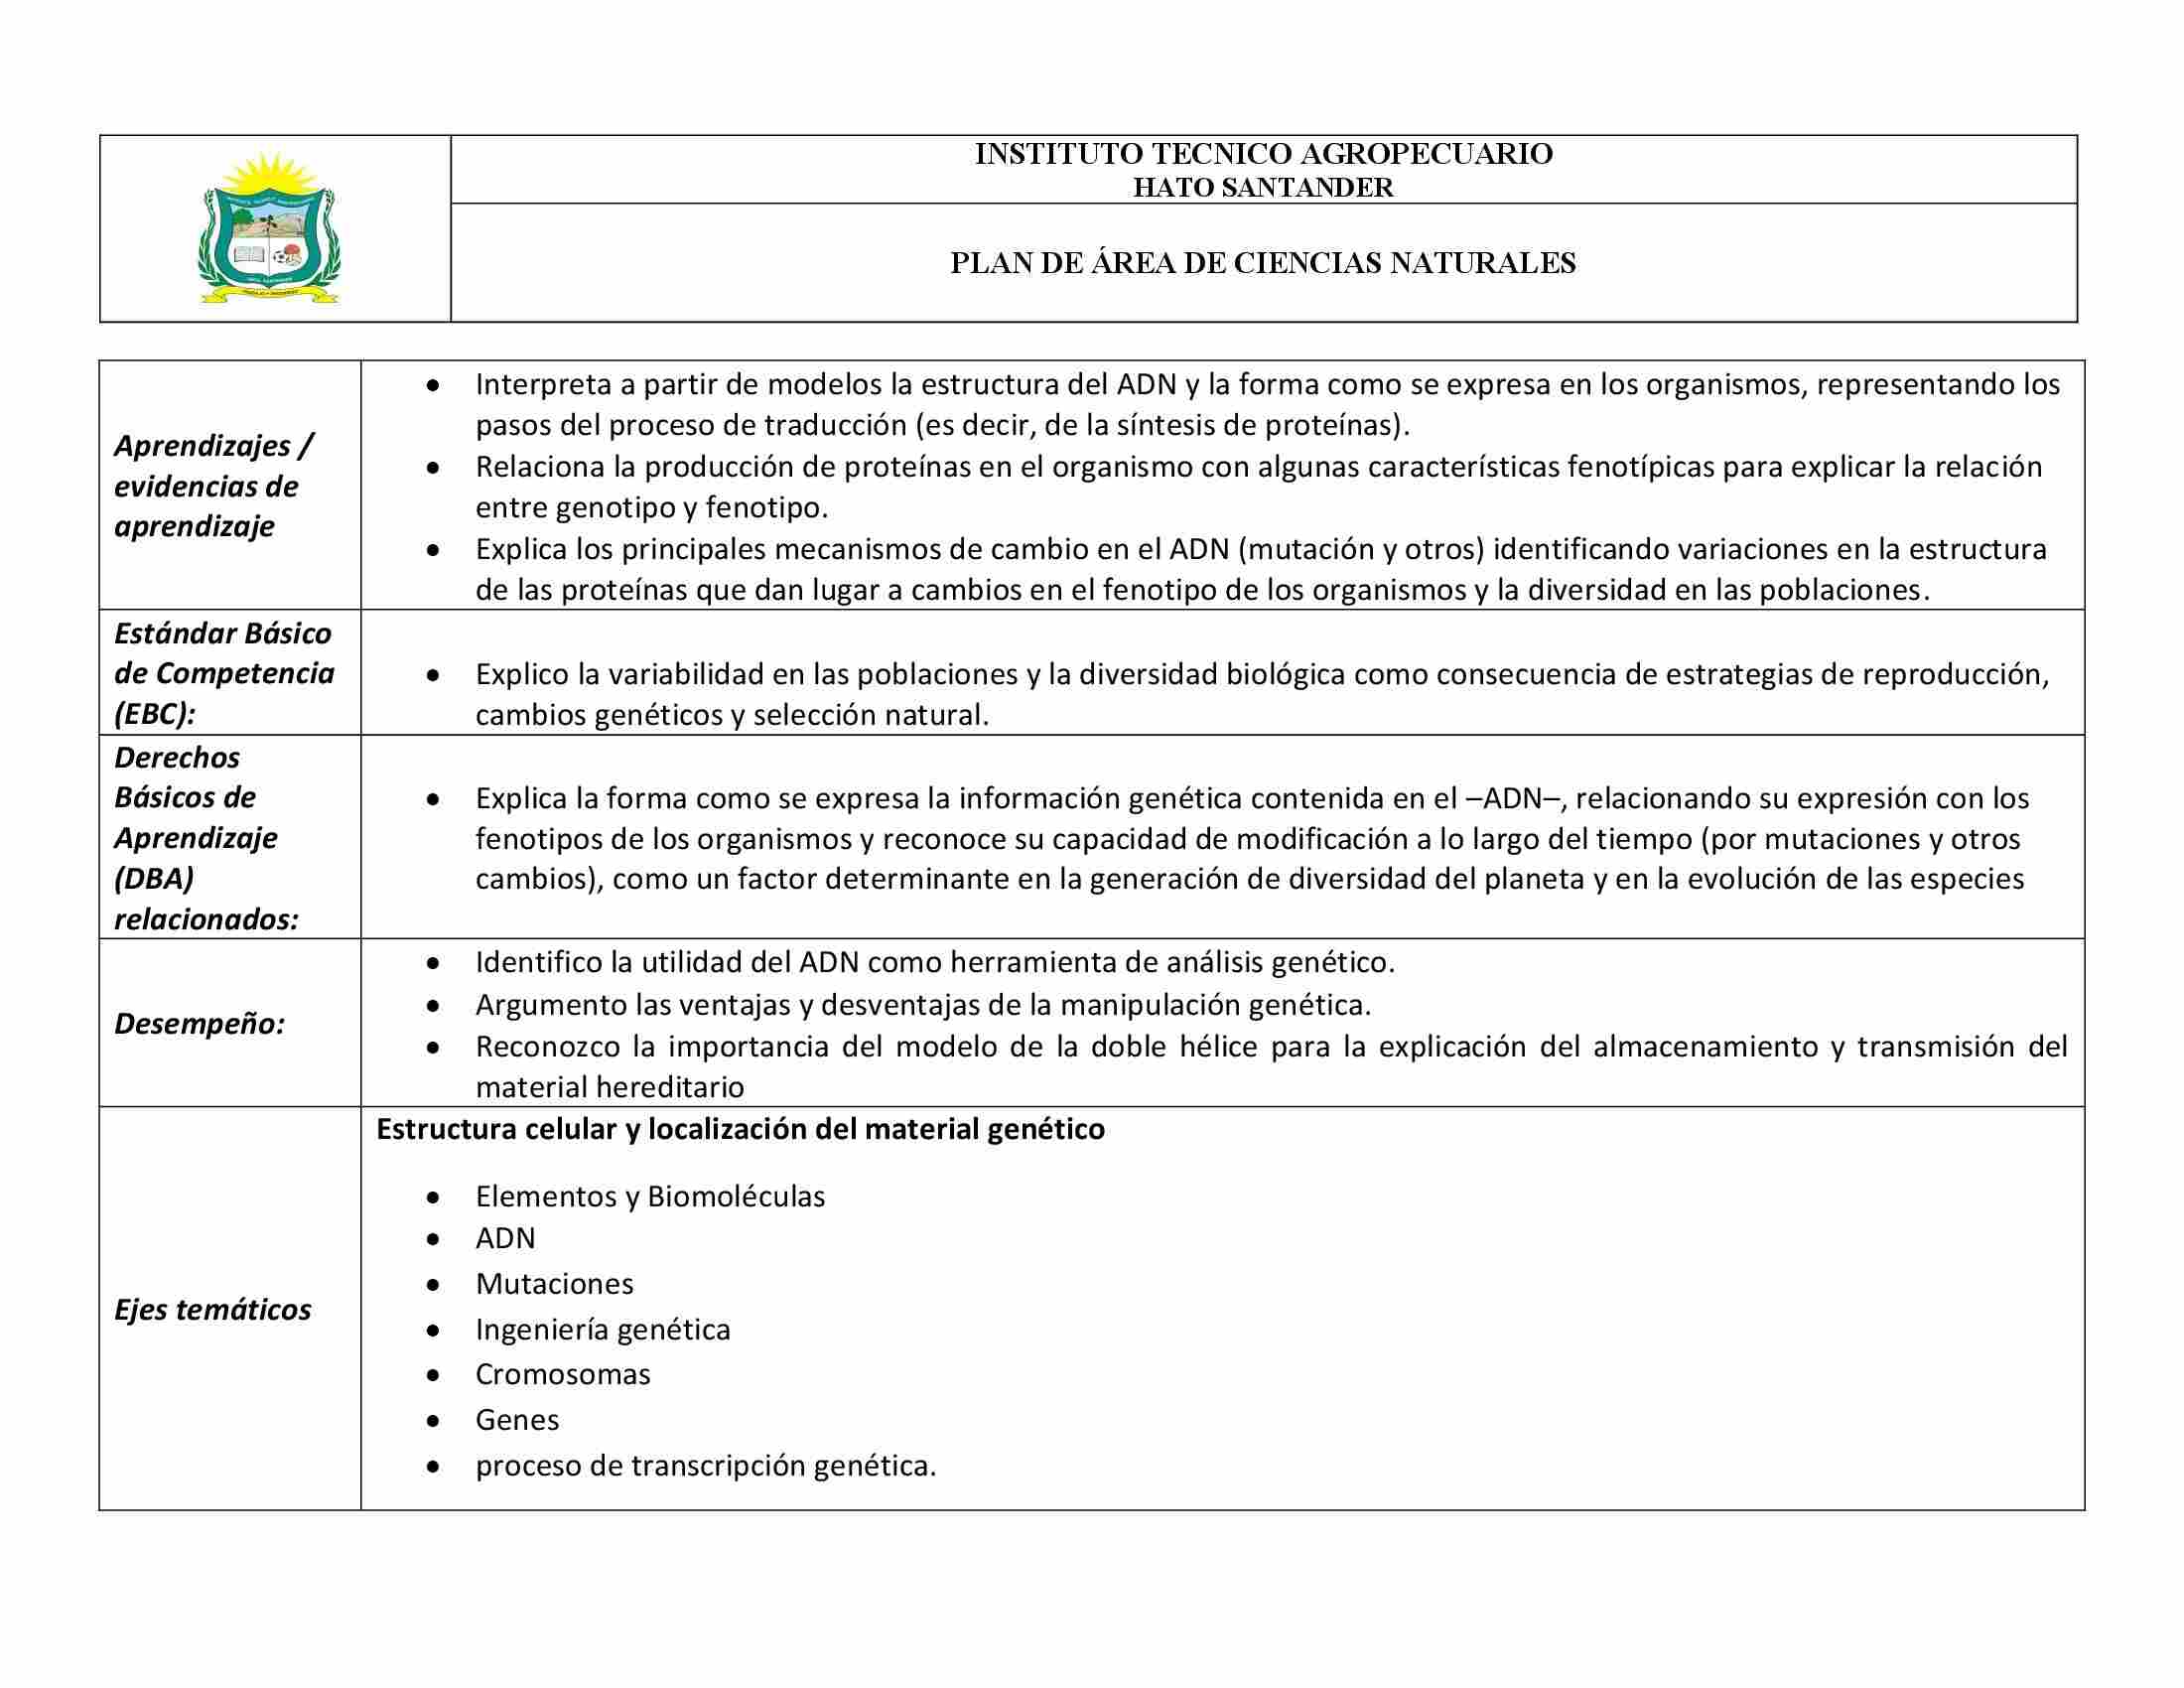 INSTITUTO TECNICO AGROPECUARIO
HATO SANTANDER
PLAN DE ÁREA DE CIENCIAS NATURALES
Aprendizajes /
evidencias de
aprendizaje
• Interpreta a partir de modelos la estructura del ADN y la forma como se expresa en los organismos, representando los
pasos del proceso de traducción (es decir, de la síntesis de proteínas).
• Relaciona la producción de proteínas en el organismo con algunas características fenotípicas para explicar la relación
entre genotipo y fenotipo.
• Explica los principales mecanismos de cambio en el ADN (mutación y otros) identificando variaciones en la estructura
de las proteínas que dan lugar a cambios en el fenotipo de los organismos y la diversidad en las poblaciones.
Estándar Básico
de Competencia
(EBC):
• Explico la variabilidad en las poblaciones y la diversidad biológica como consecuencia de estrategias de reproducción,
cambios genéticos y selección natural.
Derechos
Básicos de
Aprendizaje
(DBA)
relacionados:
• Explica la forma como se expresa la información genética contenida en el –ADN–, relacionando su expresión con los
fenotipos de los organismos y reconoce su capacidad de modificación a lo largo del tiempo (por mutaciones y otros
cambios), como un factor determinante en la generación de diversidad del planeta y en la evolución de las especies
Desempeño:
• Identifico la utilidad del ADN como herramienta de análisis genético.
• Argumento las ventajas y desventajas de la manipulación genética.
• Reconozco la importancia del modelo de la doble hélice para la explicación del almacenamiento y transmisión del
material hereditario
Ejes temáticos
Estructura celular y localización del material genético
• Elementos y Biomoléculas
• ADN
• Mutaciones
• Ingeniería genética
• Cromosomas
• Genes
• proceso de transcripción genética.